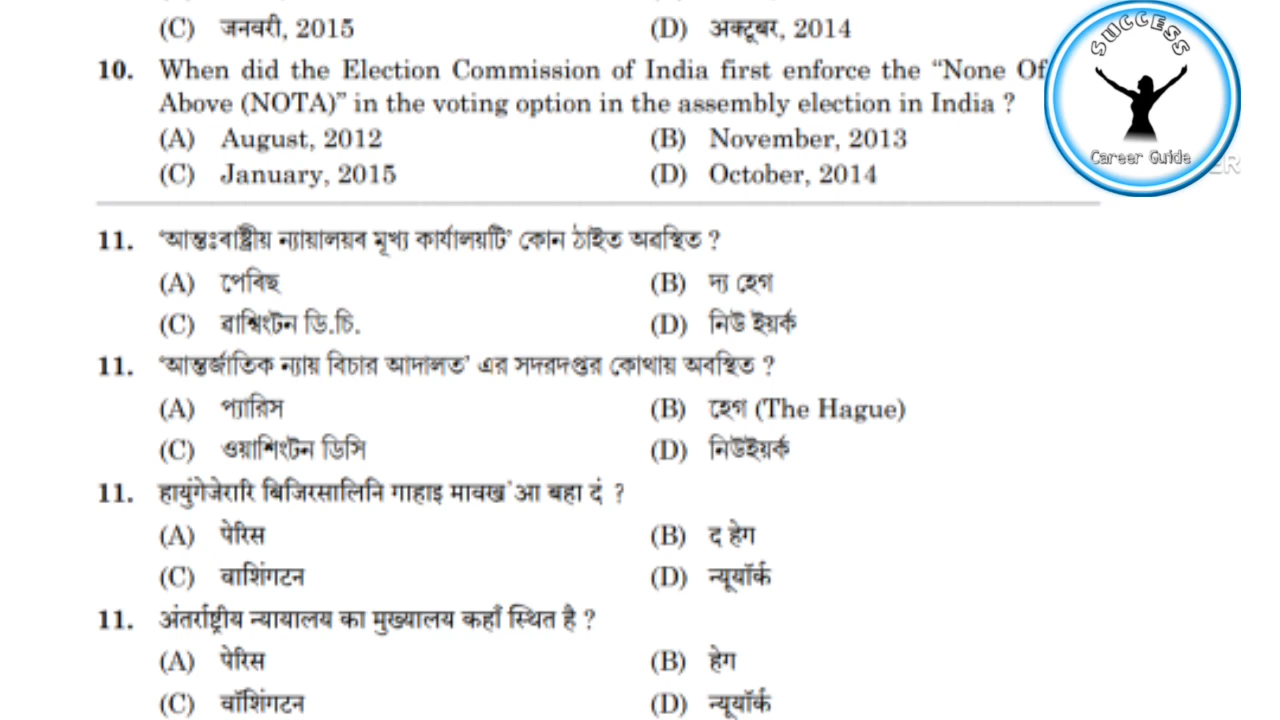 (C) जनवरी, 2015 (D) अक्टूबर, 2014
10. When did the Election Commission of India first enforce the “None Of
Above (NOTA)” in the voting option in the assembly election in India ?
(A) August, 2012 (B) November, 2013
(C) January, 2015 (D) October, 2014
SUCCESS
Career Guide
ER
11. ‘আন্তঃৰাষ্ট্ৰীয় ন্যায়ালয়ৰ মূখ্য কার্যালয়টি’ কোন ঠাইত অৱস্থিত ?
(A) পেৰিছ (B) দ্য হেগ
(C) ৱাশ্বিংটন ডি.চি. (D) নিউ ইয়র্ক
11. ‘আন্তর্জাতিক ন্যায় বিচার আদালত’ এর সদরদপ্তর কোথায় অবস্থিত ?
(A) প্যারিস (B) হেগ (The Hague)
(C) ওয়াশিংটন ডিসি (D) নিউইয়র্ক
11. हायुंगेजेरारि बिजिरसालिनि गाहाइ मावख'आ बहा दं ?
(A) पेरिस (B) द हेग
(C) वाशिंगटन (D) न्यूयॉर्क
11. अंतर्राष्ट्रीय न्यायालय का मुख्यालय कहाँ स्थित है ?
(A) पेरिस (B) हेग
(C) वॉशिंगटन (D) न्यूयॉर्क